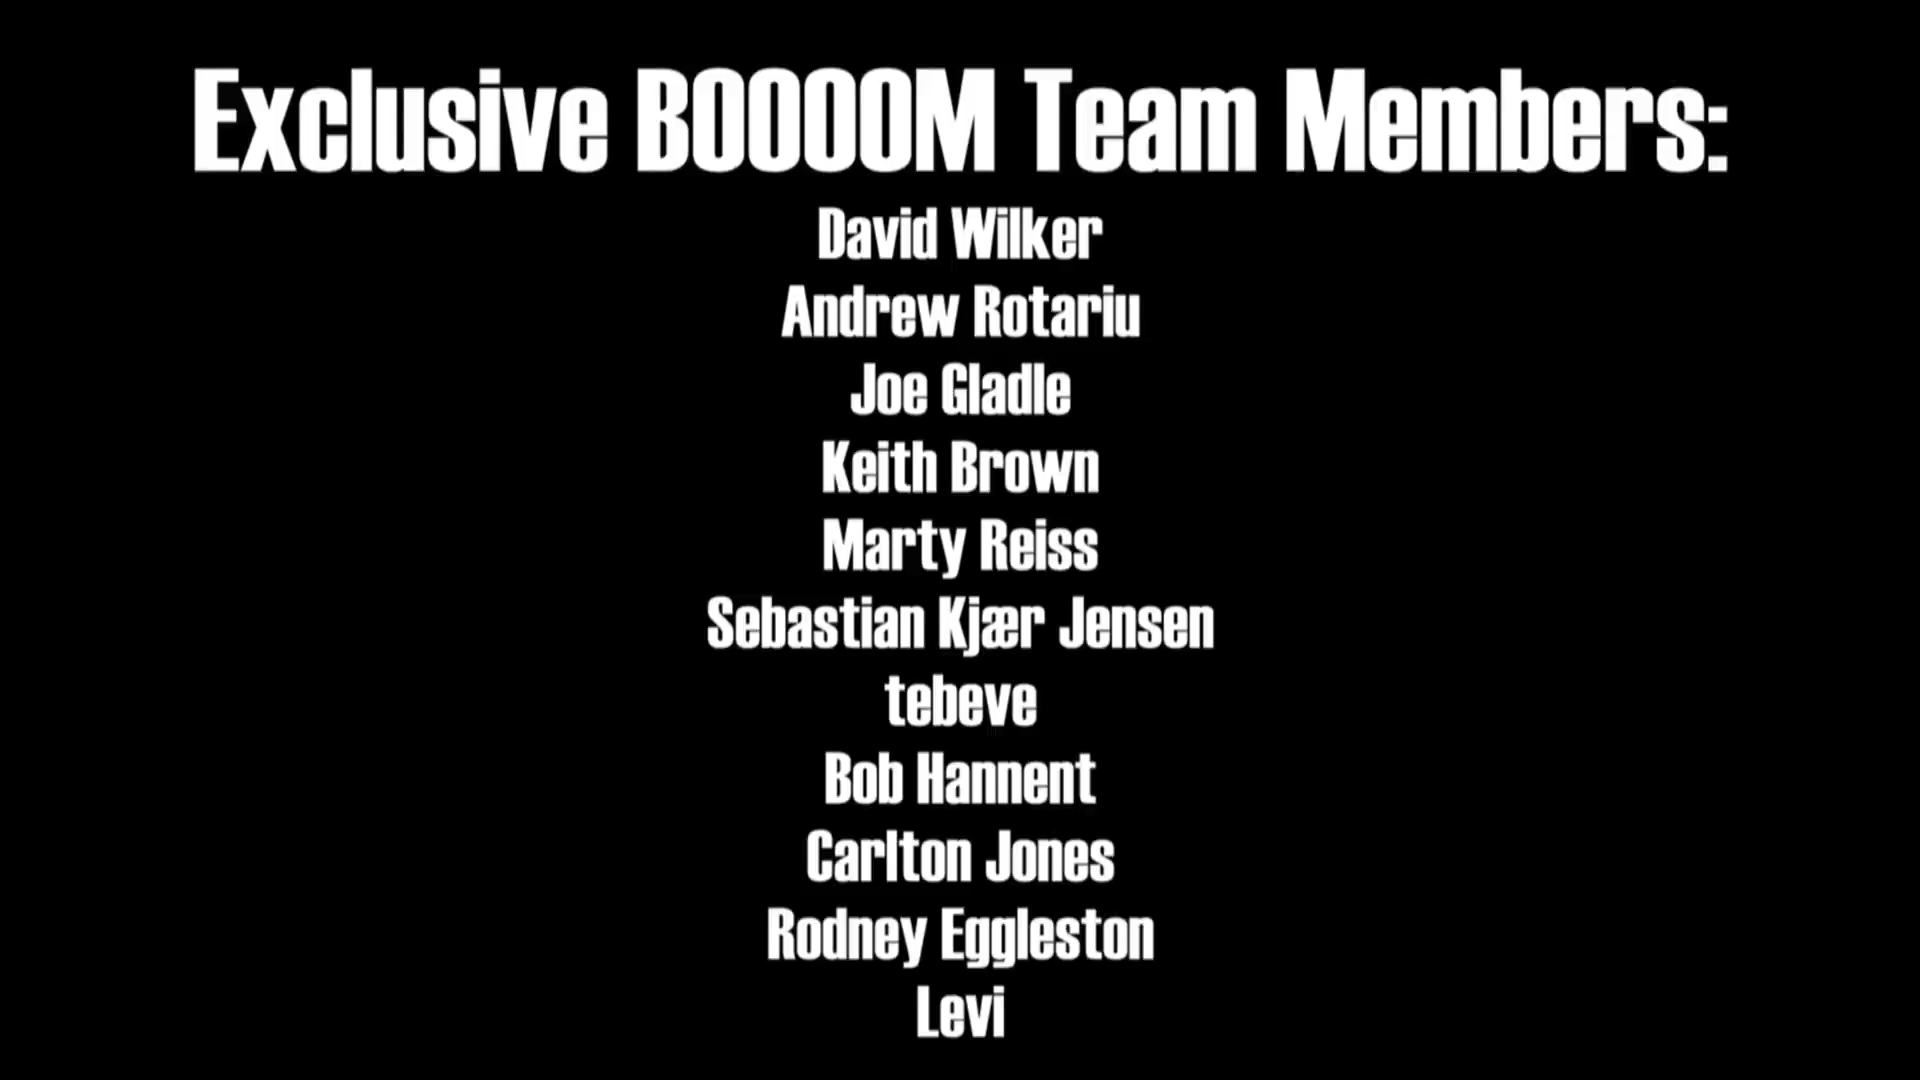 Exclusive BOOOOM Team Members:
David Wilker
Andrew Rotariu
Joe Gladle
Keith Brown
Marty Reiss
Sebastian Kjær Jensen
tebeve
Bob Hannent
Carlton Jones
Rodney Eggleston
Levi